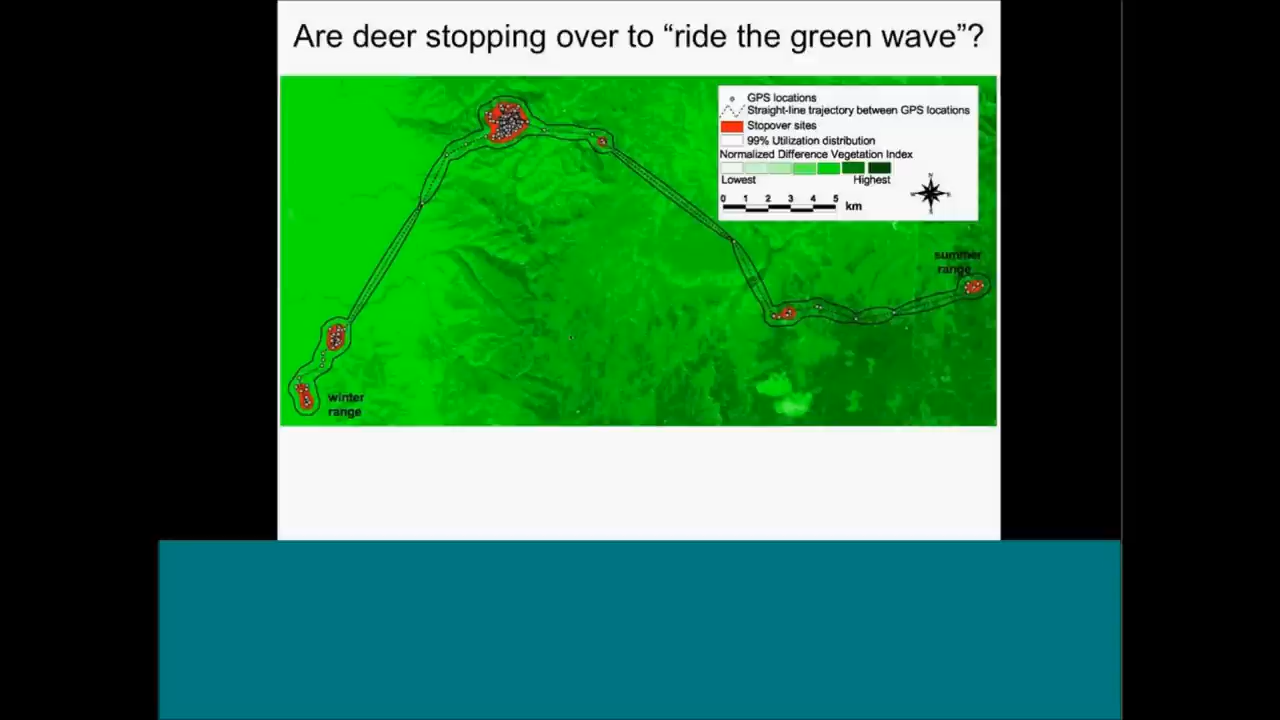 Are deer stopping over to “ride the green wave”?
GPS locations
Straight-line trajectory between GPS locations
Stopover sites
99% Utilization distribution
Normalized Difference Vegetation Index
Lowest Highest
0 1 2 3 4 5 km
N
W E
S
summer
range
winter
range